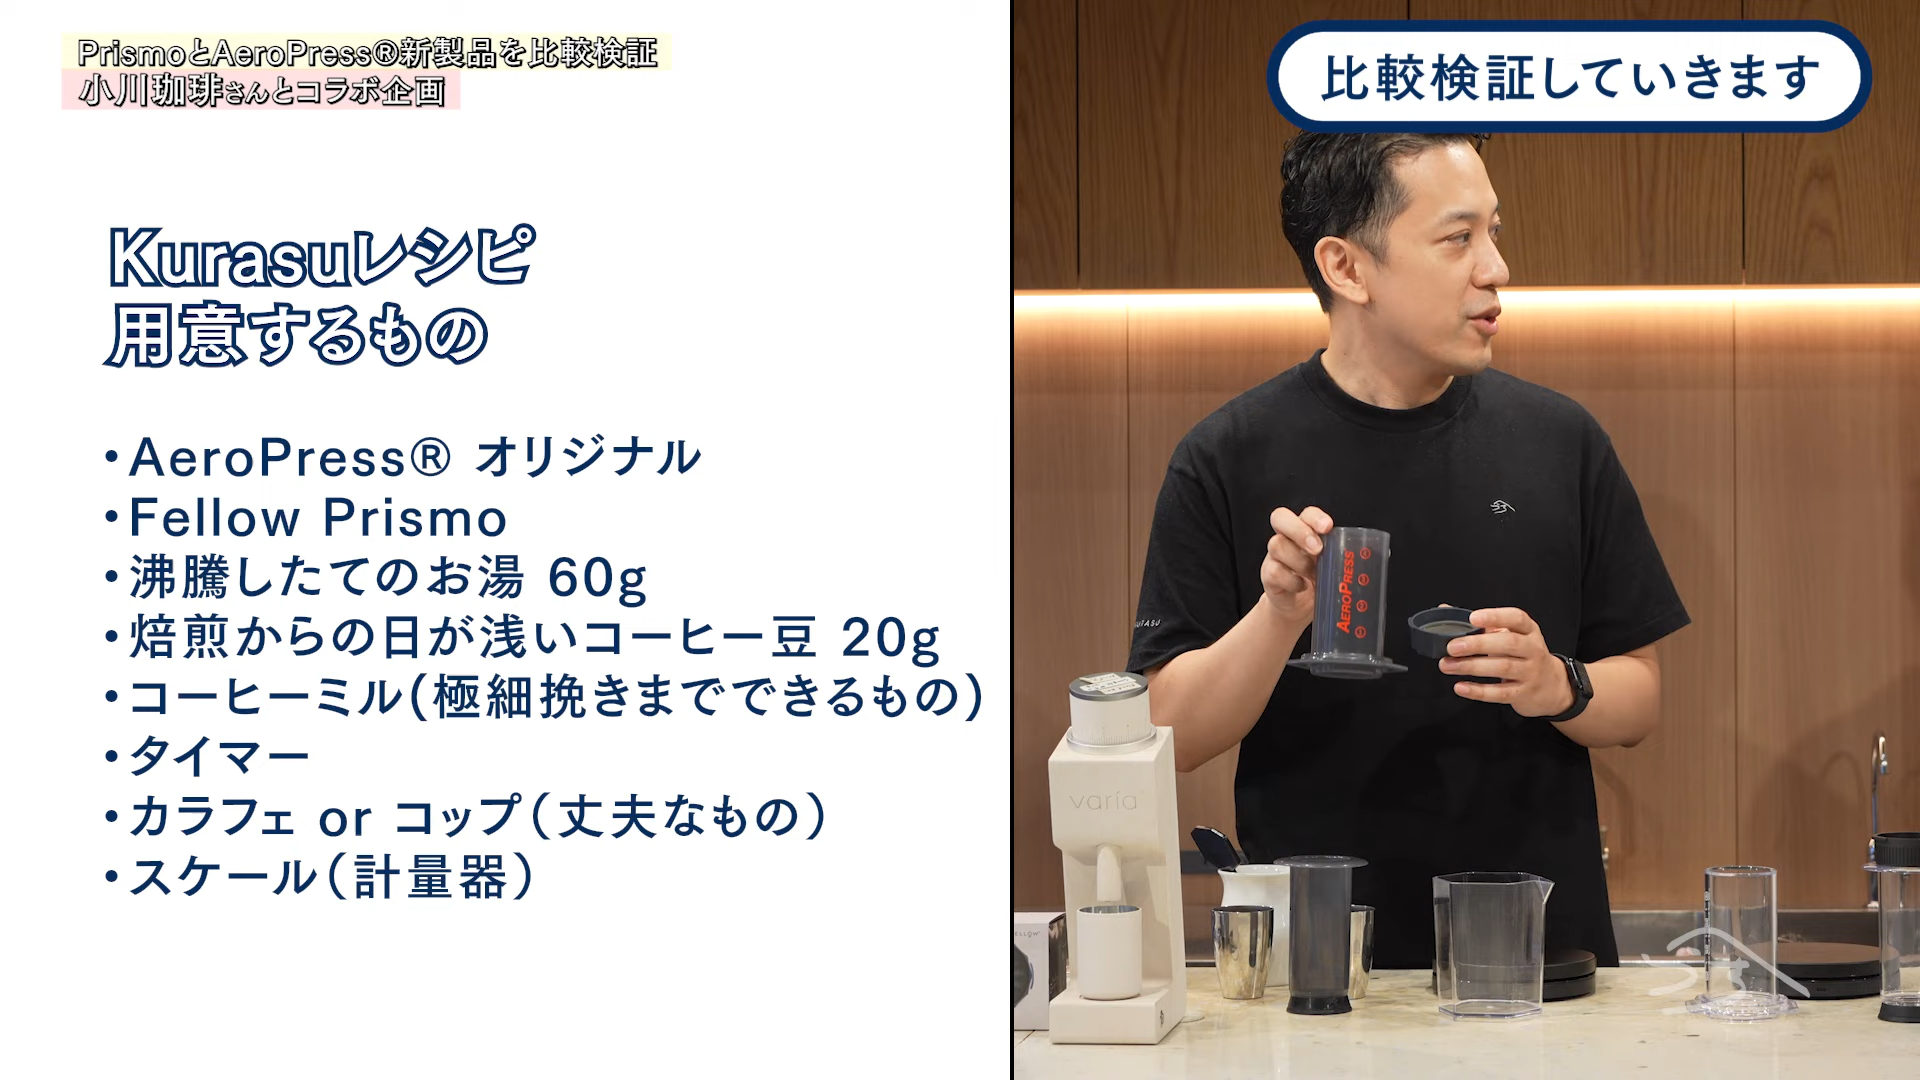 PrismoとAeroPress®新製品を比較検証
小川珈琲さんとコラボ企画
比較検証していきます
Kurasuレシピ
用意するもの
・AeroPress® オリジナル
・Fellow Prismo
・沸騰したてのお湯 60g
・焙煎からの日が浅いコーヒー豆 20g
・コーヒーミル(極細挽きまでできるもの)
・タイマー
・カラフェ or コップ（丈夫なもの）
・スケール（計量器）
AEROPRESS
varia